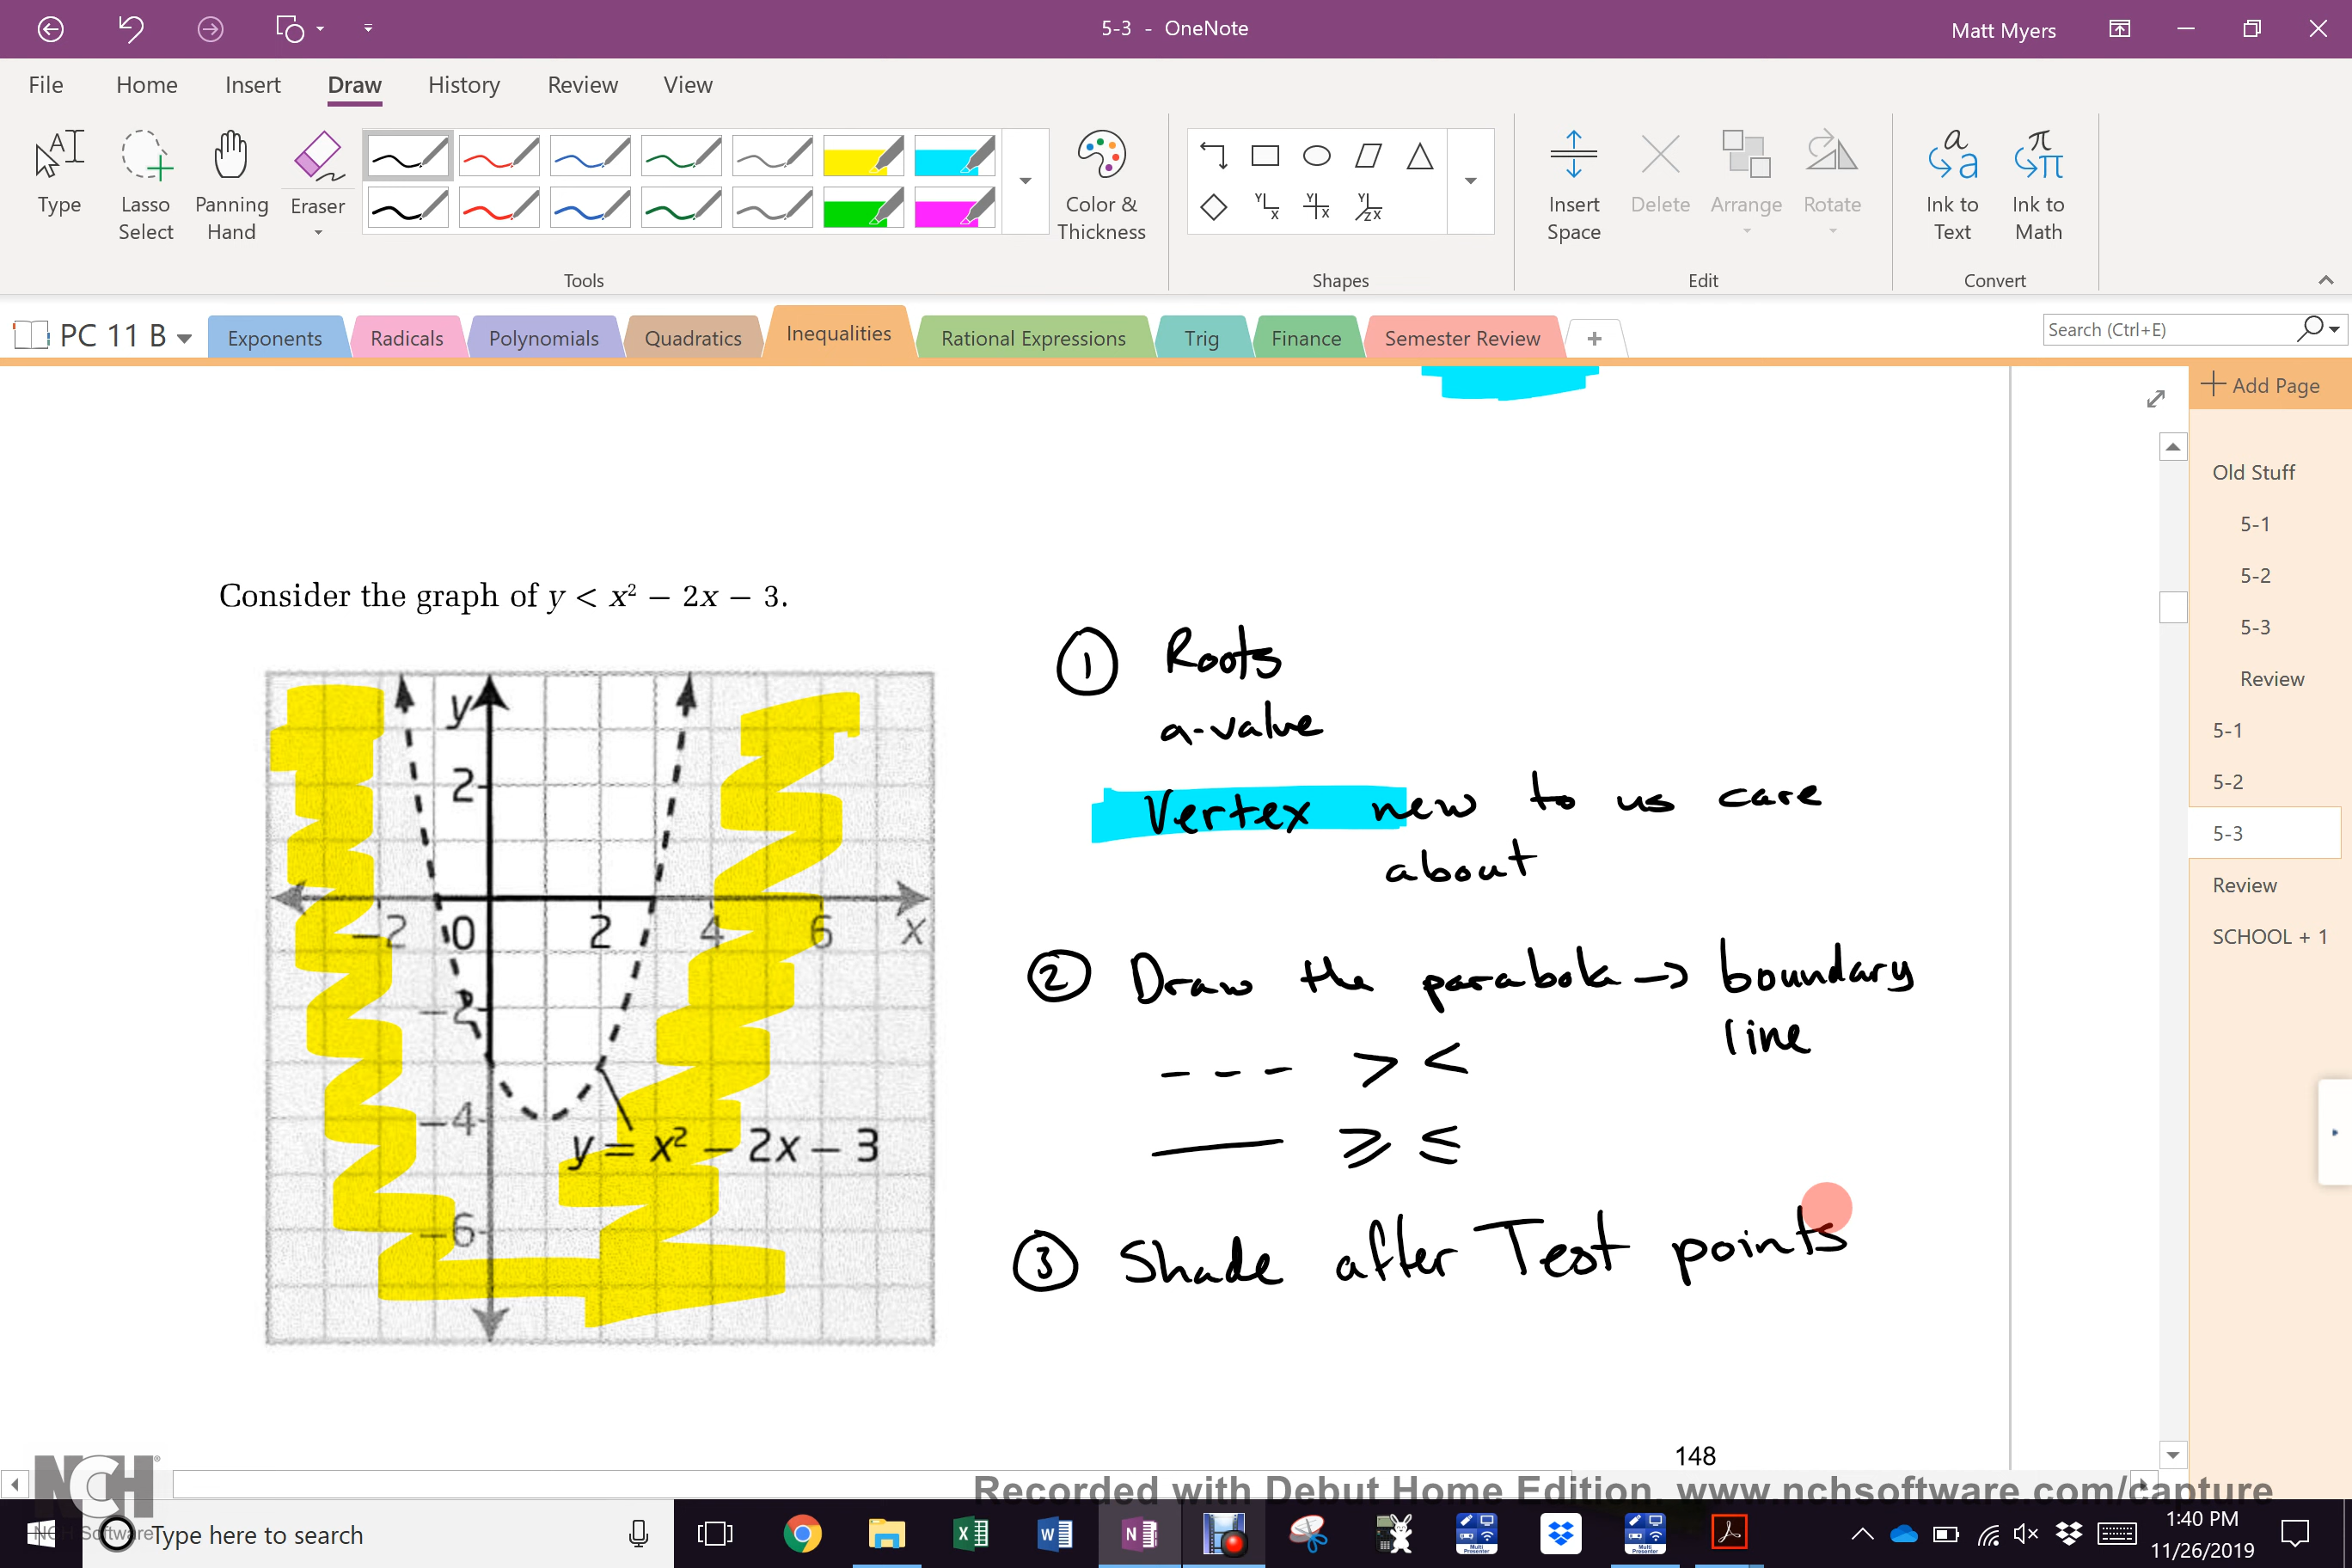 5-3 - OneNote
Matt Myers
File Home Insert Draw History Review View
Type
Lasso Select
Panning Hand
Eraser
Color & Thickness
Insert Space
Delete
Arrange
Rotate
Ink to Text
Ink to Math
Tools
Shapes
Edit
Convert
PC 11 B
Exponents
Radicals
Polynomials
Quadratics
Inequalities
Rational Expressions
Trig
Finance
Semester Review
Search (Ctrl+E)
Add Page
Old Stuff
5-1
5-2
5-3
Review
5-1
5-2
5-3
Review
SCHOOL + 1
Consider the graph of y < x² − 2x − 3.
y
2
−2 0 2 4 6 x
−2
−4
y = x² − 2x − 3
−6
① Roots
a-value
Vertex new to us care
about
② Draw the parabola → boundary
line
- - - > <
— ≥ ≤
③ Shade after Test points
148
NCH®
NCH Software
Recorded with Debut Home Edition. www.nchsoftware.com/capture
Type here to search
1:40 PM
11/26/2019